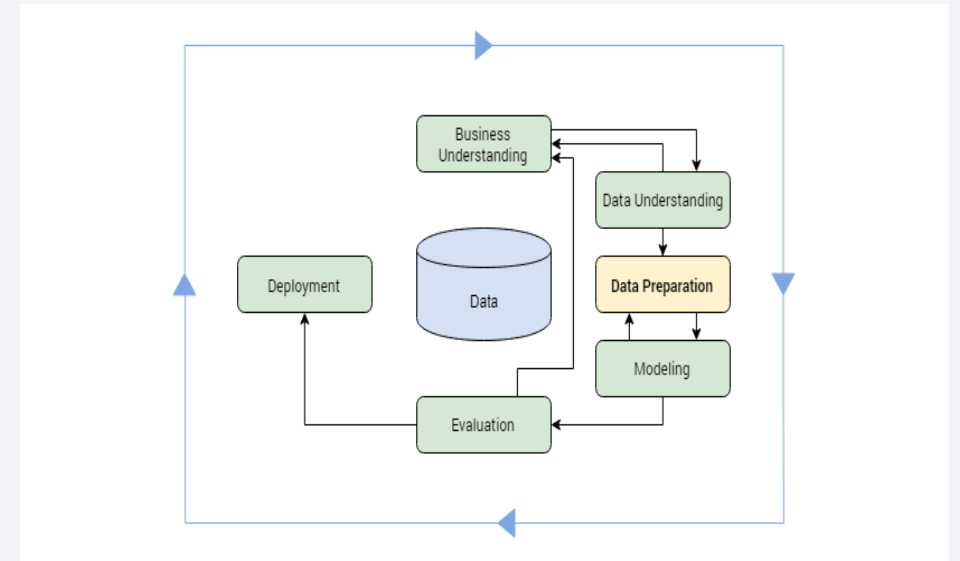 Business
Understanding
Data Understanding
Deployment
Data
Data Preparation
Modeling
Evaluation